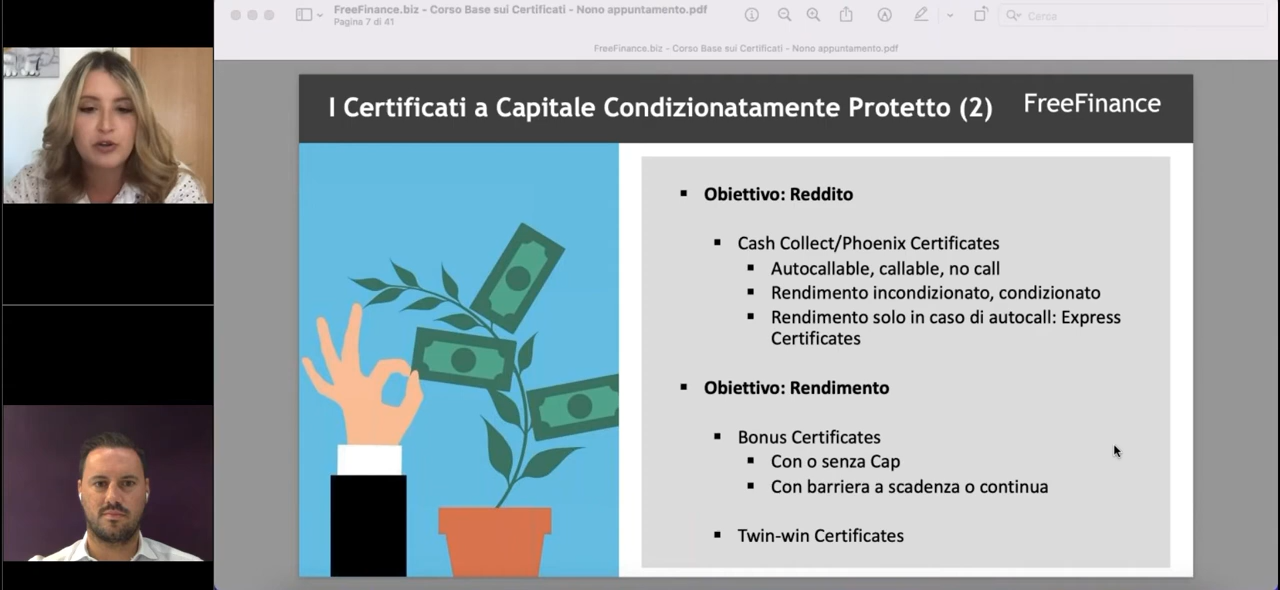 FreeFinance.biz - Corso Base sui Certificati - Nono appuntamento.pdf
Pagina 7 di 41
Cerca
FreeFinance.biz - Corso Base sui Certificati - Nono appuntamento.pdf
I Certificati a Capitale Condizionatamente Protetto (2)
FreeFinance
Obiettivo: Reddito
Cash Collect/Phoenix Certificates
Autocallable, callable, no call
Rendimento incondizionato, condizionato
Rendimento solo in caso di autocall: Express
Certificates
Obiettivo: Rendimento
Bonus Certificates
Con o senza Cap
Con barriera a scadenza o continua
Twin-win Certificates